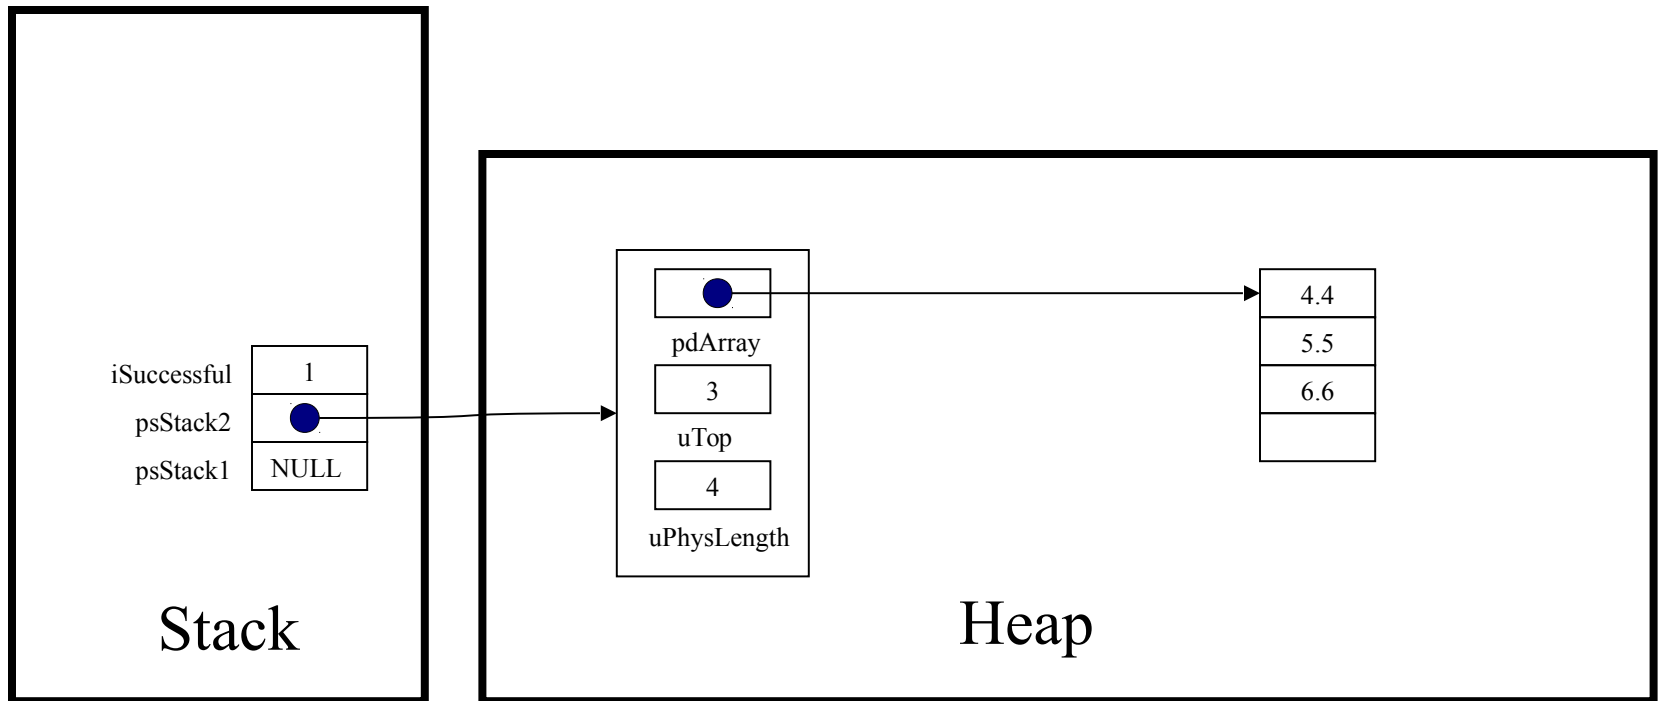 iSuccessful 1
psStack2
psStack1 NULL
Stack
pdArray
3
uTop
4
uPhysLength
4.4
5.5
6.6
Heap